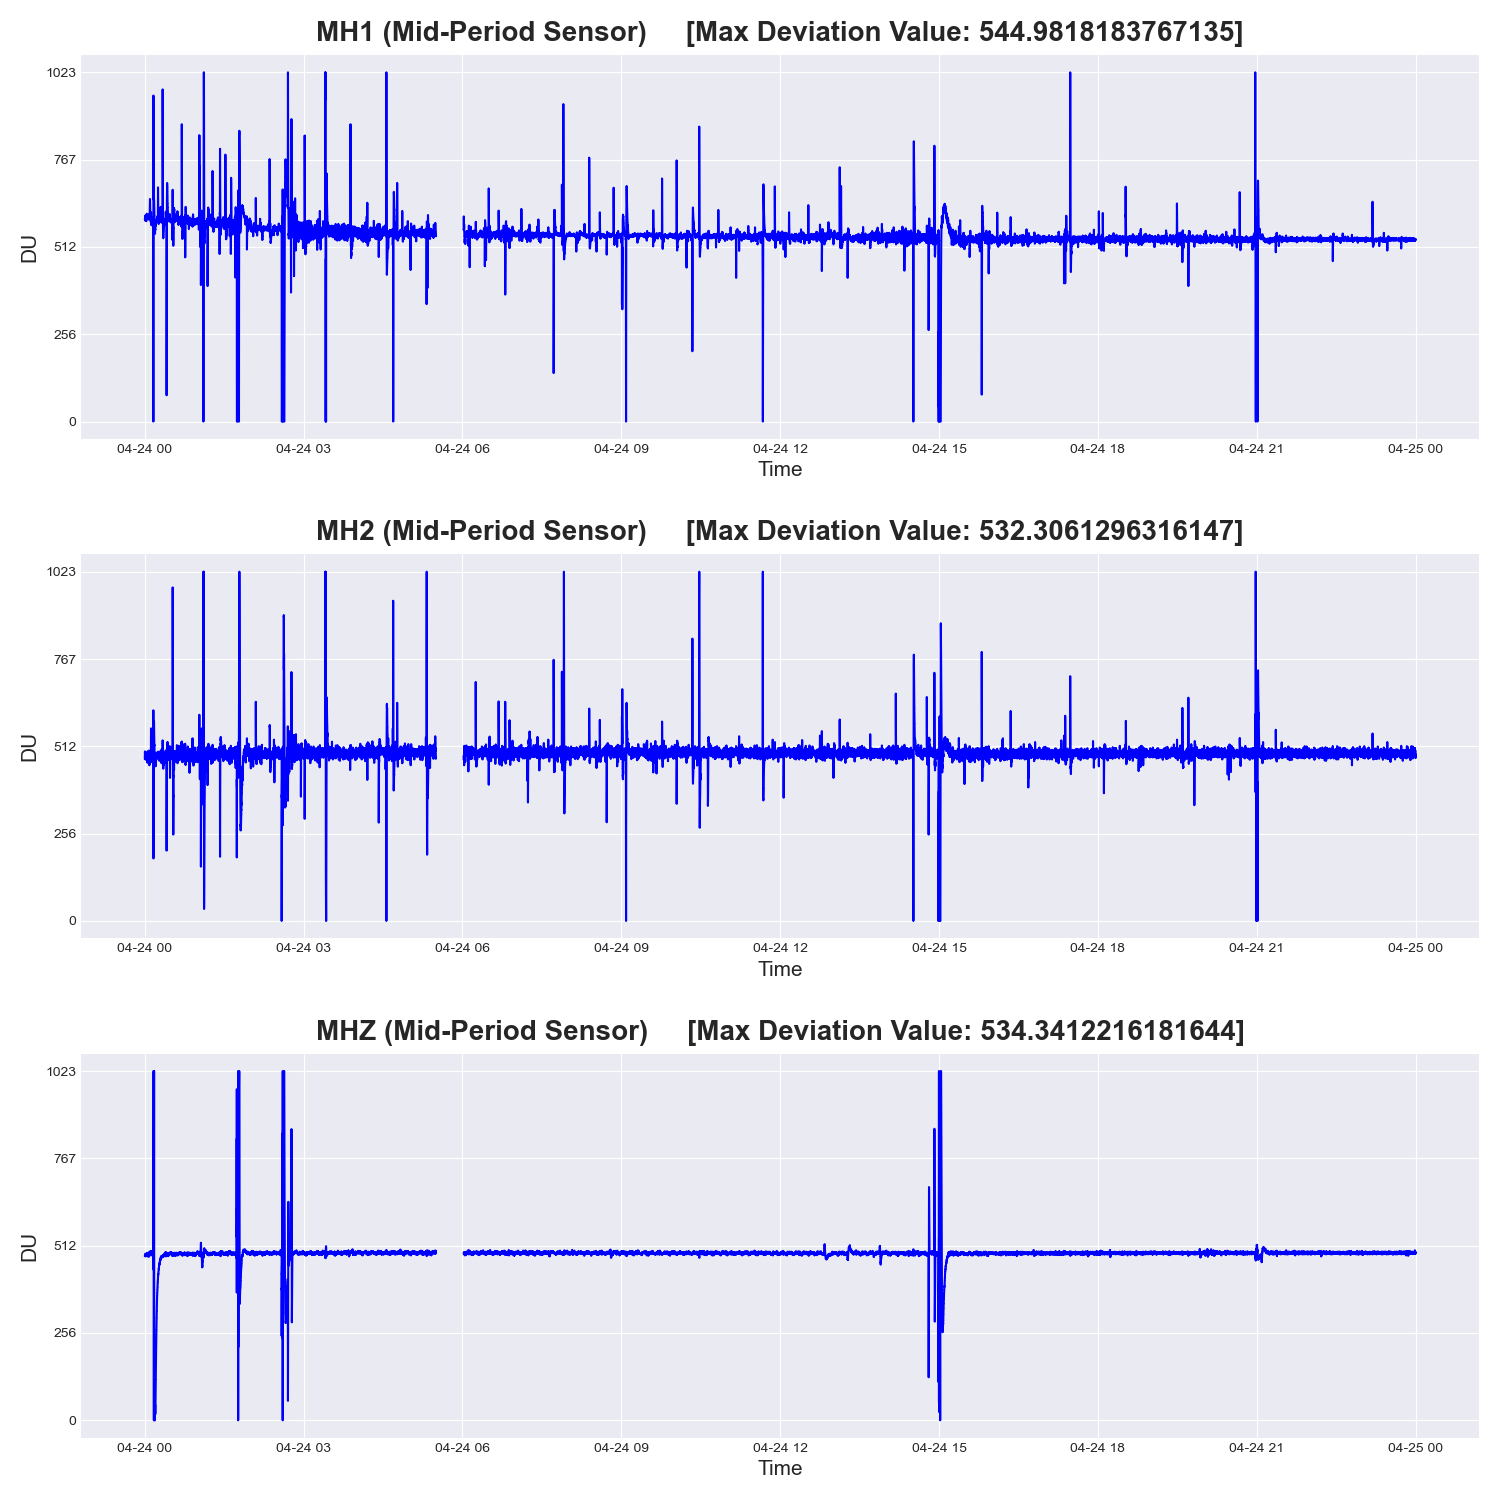 MH1 (Mid-Period Sensor) [Max Deviation Value: 544.9818183767135]
1023
767
512
256
0
DU
04-24 00 04-24 03 04-24 06 04-24 09 04-24 12 04-24 15 04-24 18 04-24 21 04-25 00
Time
MH2 (Mid-Period Sensor) [Max Deviation Value: 532.3061296316147]
1023
767
512
256
0
DU
04-24 00 04-24 03 04-24 06 04-24 09 04-24 12 04-24 15 04-24 18 04-24 21 04-25 00
Time
MHZ (Mid-Period Sensor) [Max Deviation Value: 534.3412216181644]
1023
767
512
256
0
DU
04-24 00 04-24 03 04-24 06 04-24 09 04-24 12 04-24 15 04-24 18 04-24 21 04-25 00
Time